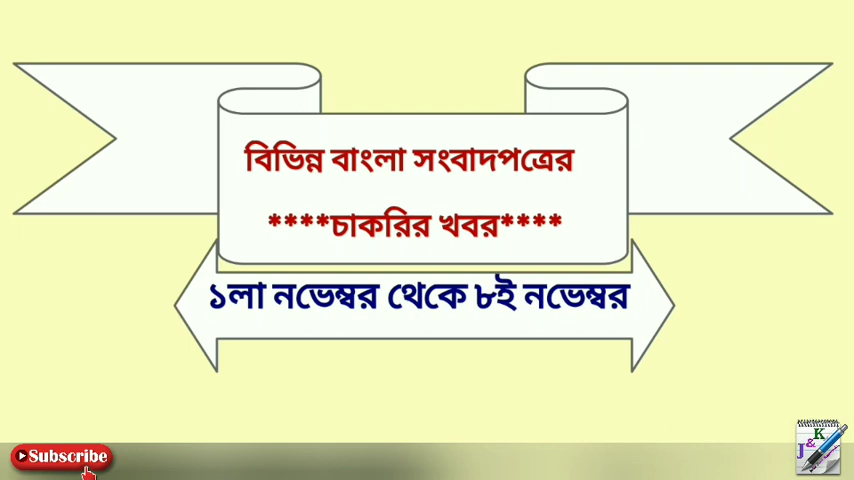 বিভিন্ন বাংলা সংবাদপত্রের
****চাকরির খবর****
১লা নভেম্বর থেকে ৮ই নভেম্বর
Subscribe
K
J&